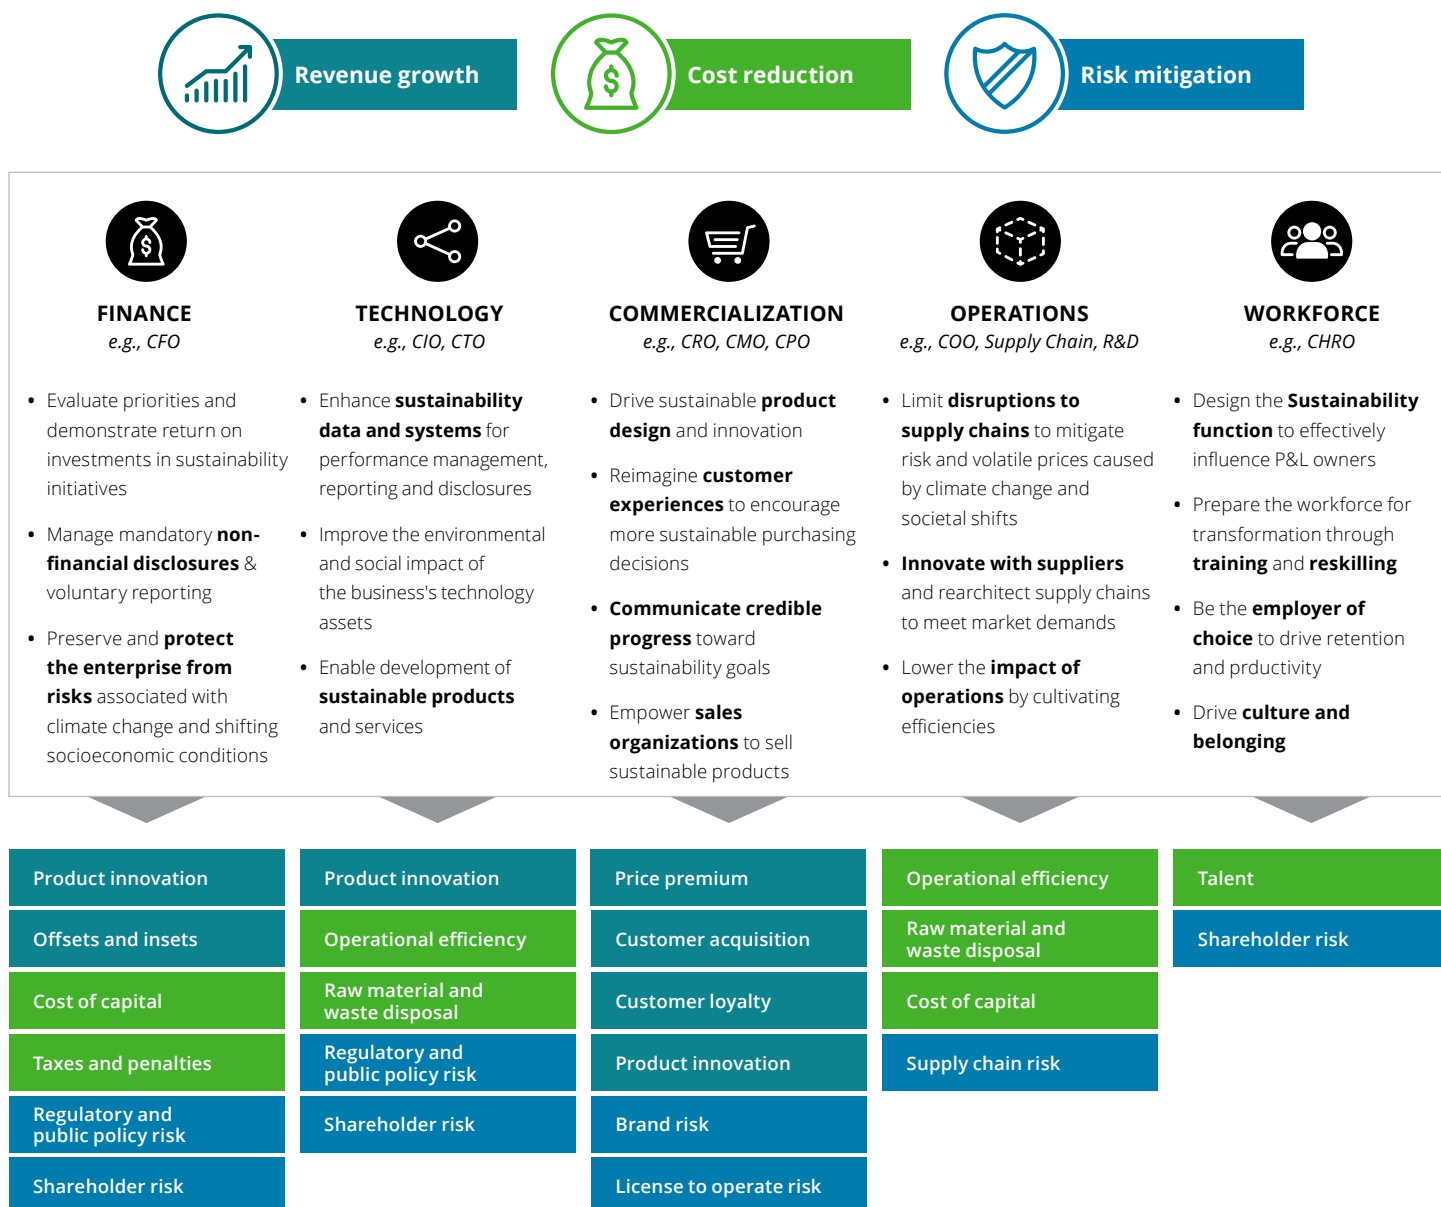 Revenue growth
Cost reduction
Risk mitigation
FINANCE
e.g., CFO
• Evaluate priorities and
demonstrate return on
investments in sustainability
initiatives
• Manage mandatory non-
financial disclosures &
voluntary reporting
• Preserve and protect
the enterprise from
risks associated with
climate change and shifting
socioeconomic conditions
TECHNOLOGY
e.g., CIO, CTO
• Enhance sustainability
data and systems for
performance management,
reporting and disclosures
• Improve the environmental
and social impact of
the business's technology
assets
• Enable development of
sustainable products
and services
COMMERCIALIZATION
e.g., CRO, CMO, CPO
• Drive sustainable product
design and innovation
• Reimagine customer
experiences to encourage
more sustainable purchasing
decisions
• Communicate credible
progress toward
sustainability goals
• Empower sales
organizations to sell
sustainable products
OPERATIONS
e.g., COO, Supply Chain, R&D
• Limit disruptions to
supply chains to mitigate
risk and volatile prices caused
by climate change and
societal shifts
• Innovate with suppliers
and rearchitect supply chains
to meet market demands
• Lower the impact of
operations by cultivating
efficiencies
WORKFORCE
e.g., CHRO
• Design the Sustainability
function to effectively
influence P&L owners
• Prepare the workforce for
transformation through
training and reskilling
• Be the employer of
choice to drive retention
and prductivity
• Drive culture and
belonging
Product innovation
Offsets and insets
Cost of capital
Taxes and penalties
Regulatory and
public policy risk
Shareholder risk
Product innovation
Operational efficiency
Raw material and
waste disposal
Regulatory and
public policy risk
Shareholder risk
Price premium
Customer acquisition
Customer loyalty
Product innovation
Brand risk
License to operate risk
Operational efficiency
Raw material and
waste disposal
Cost of capital
Supply chain risk
Talent
Shareholder risk